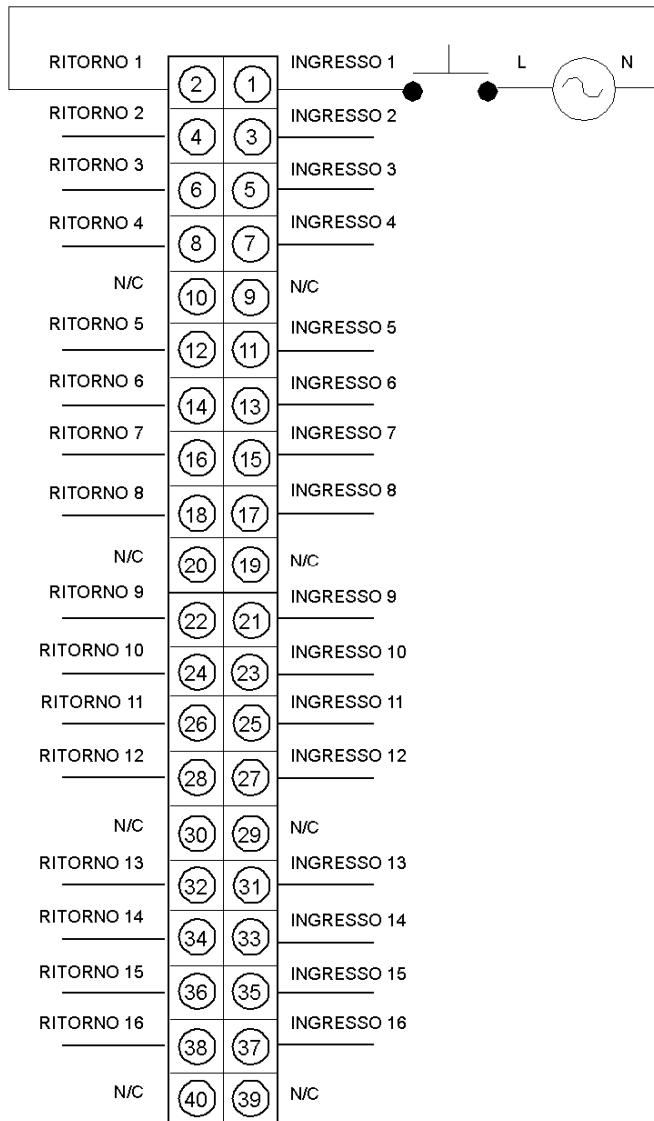 RITORNO 1 2 1 INGRESSO 1 L N
RITORNO 2 4 3 INGRESSO 2
RITORNO 3 6 5 INGRESSO 3
RITORNO 4 8 7 INGRESSO 4
N/C 10 9 N/C
RITORNO 5 12 11 INGRESSO 5
RITORNO 6 14 13 INGRESSO 6
RITORNO 7 16 15 INGRESSO 7
RITORNO 8 18 17 INGRESSO 8
N/C 20 19 N/C
RITORNO 9 22 21 INGRESSO 9
RITORNO 10 24 23 INGRESSO 10
RITORNO 11 26 25 INGRESSO 11
RITORNO 12 28 27 INGRESSO 12
N/C 30 29 N/C
RITORNO 13 32 31 INGRESSO 13
RITORNO 14 34 33 INGRESSO 14
RITORNO 15 36 35 INGRESSO 15
RITORNO 16 38 37 INGRESSO 16
N/C 40 39 N/C